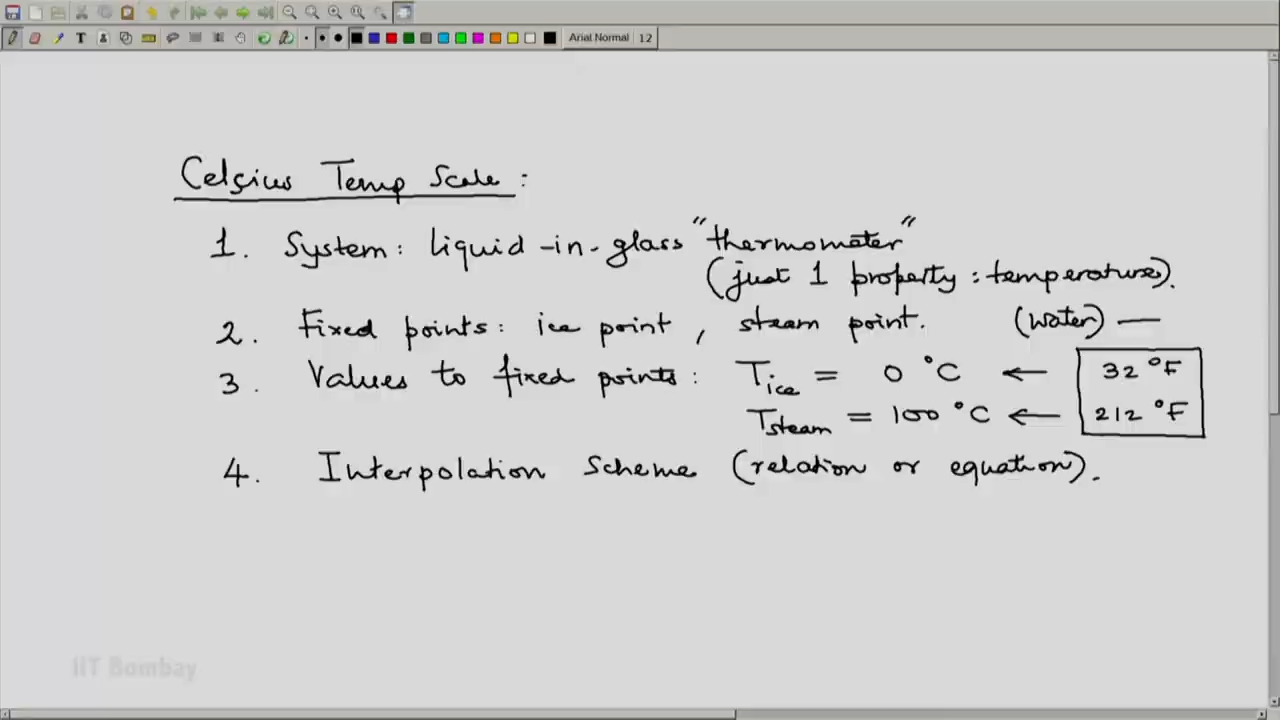 Arial Normal 12
Celsius Temp Scale :
1. System: liquid-in-glass "thermometer"
(just 1 property : temperature).
2. Fixed points: ice point, steam point. (water) —
3. Values to fixed points: Tice = 0 °C ← 32 °F
Tsteam = 100 °C ← 212 °F
4. Interpolation Scheme (relation or equation).
IIT Bombay